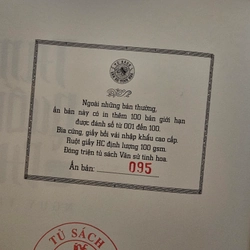 Ngoài những bản thường,
ấn bản này có in thêm 100 bản giới hạn
được đánh số từ 001 đến 100.
Bìa cứng, giấy bồi vải nhập khẩu cao cấp.
Ruột giấy HC định lượng 100 gsm.
Đóng triện tủ sách Văn sử tinh hoa.
Ấn bản: 095
TỦ SÁCH